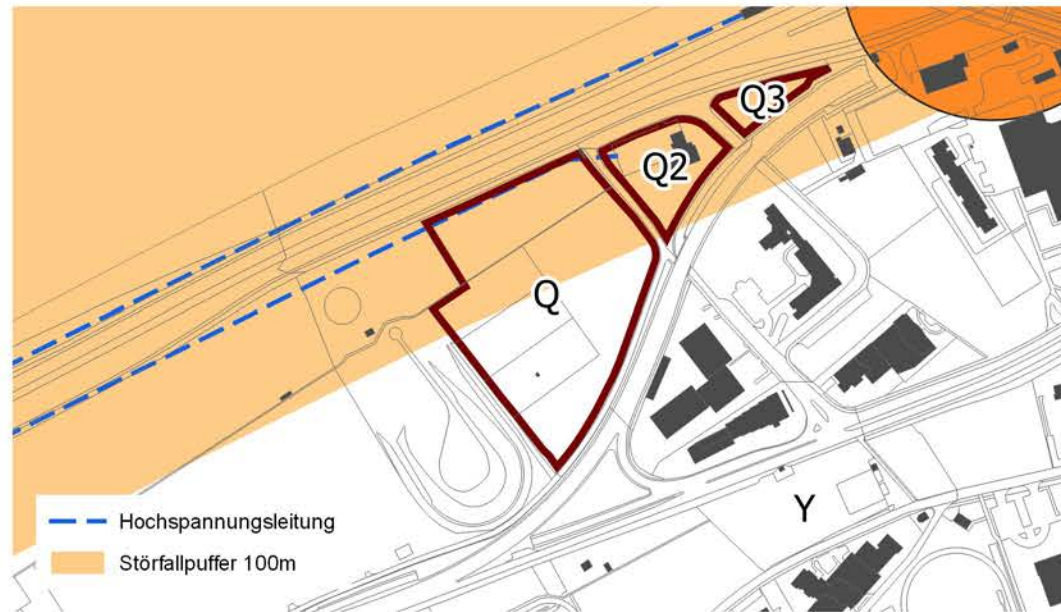 Q3
Q2
Q
Y
Hochspannungsleitung
Störfallpuffer 100m